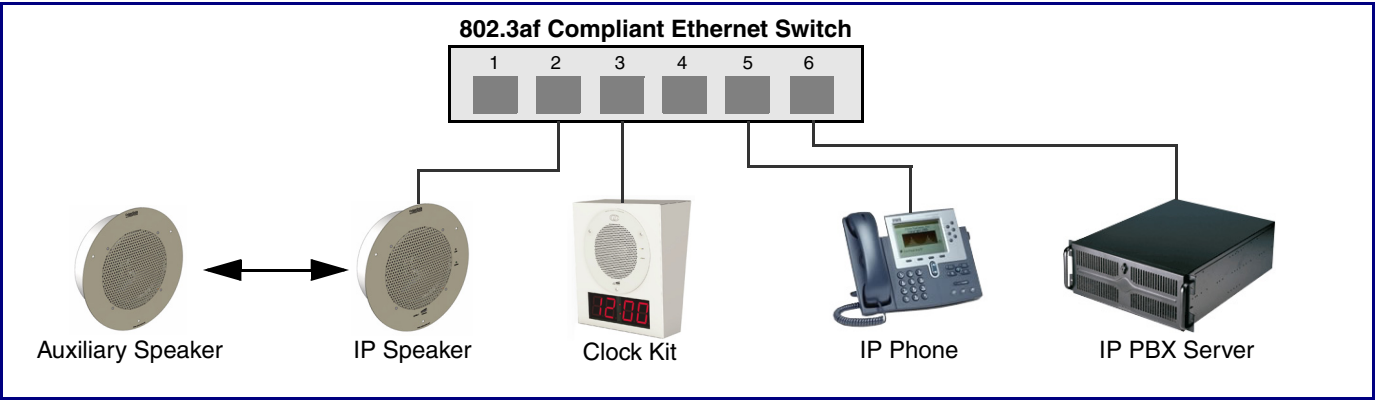 802.3af Compliant Ethernet Switch
1 2 3 4 5 6
12:00
Auxiliary Speaker IP Speaker Clock Kit IP Phone IP PBX Server